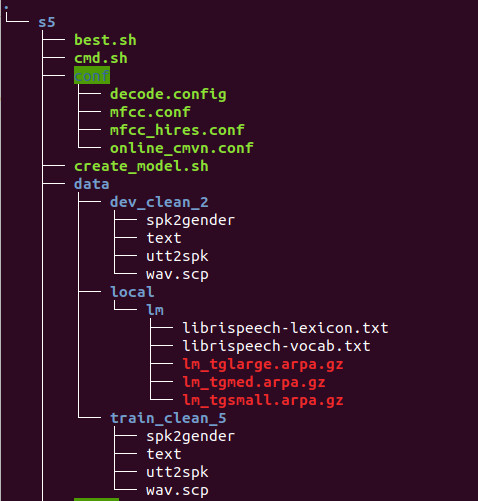 .
s5
best.sh
cmd.sh
conf
decode.config
mfcc.conf
mfcc_hires.conf
online_cmvn.conf
create_model.sh
data
dev_clean_2
spk2gender
text
utt2spk
wav.scp
local
lm
librispeech-lexicon.txt
librispeech-vocab.txt
lm_tglarge.arpa.gz
lm_tgmed.arpa.gz
lm_tgsmall.arpa.gz
train_clean_5
spk2gender
text
utt2spk
wav.scp